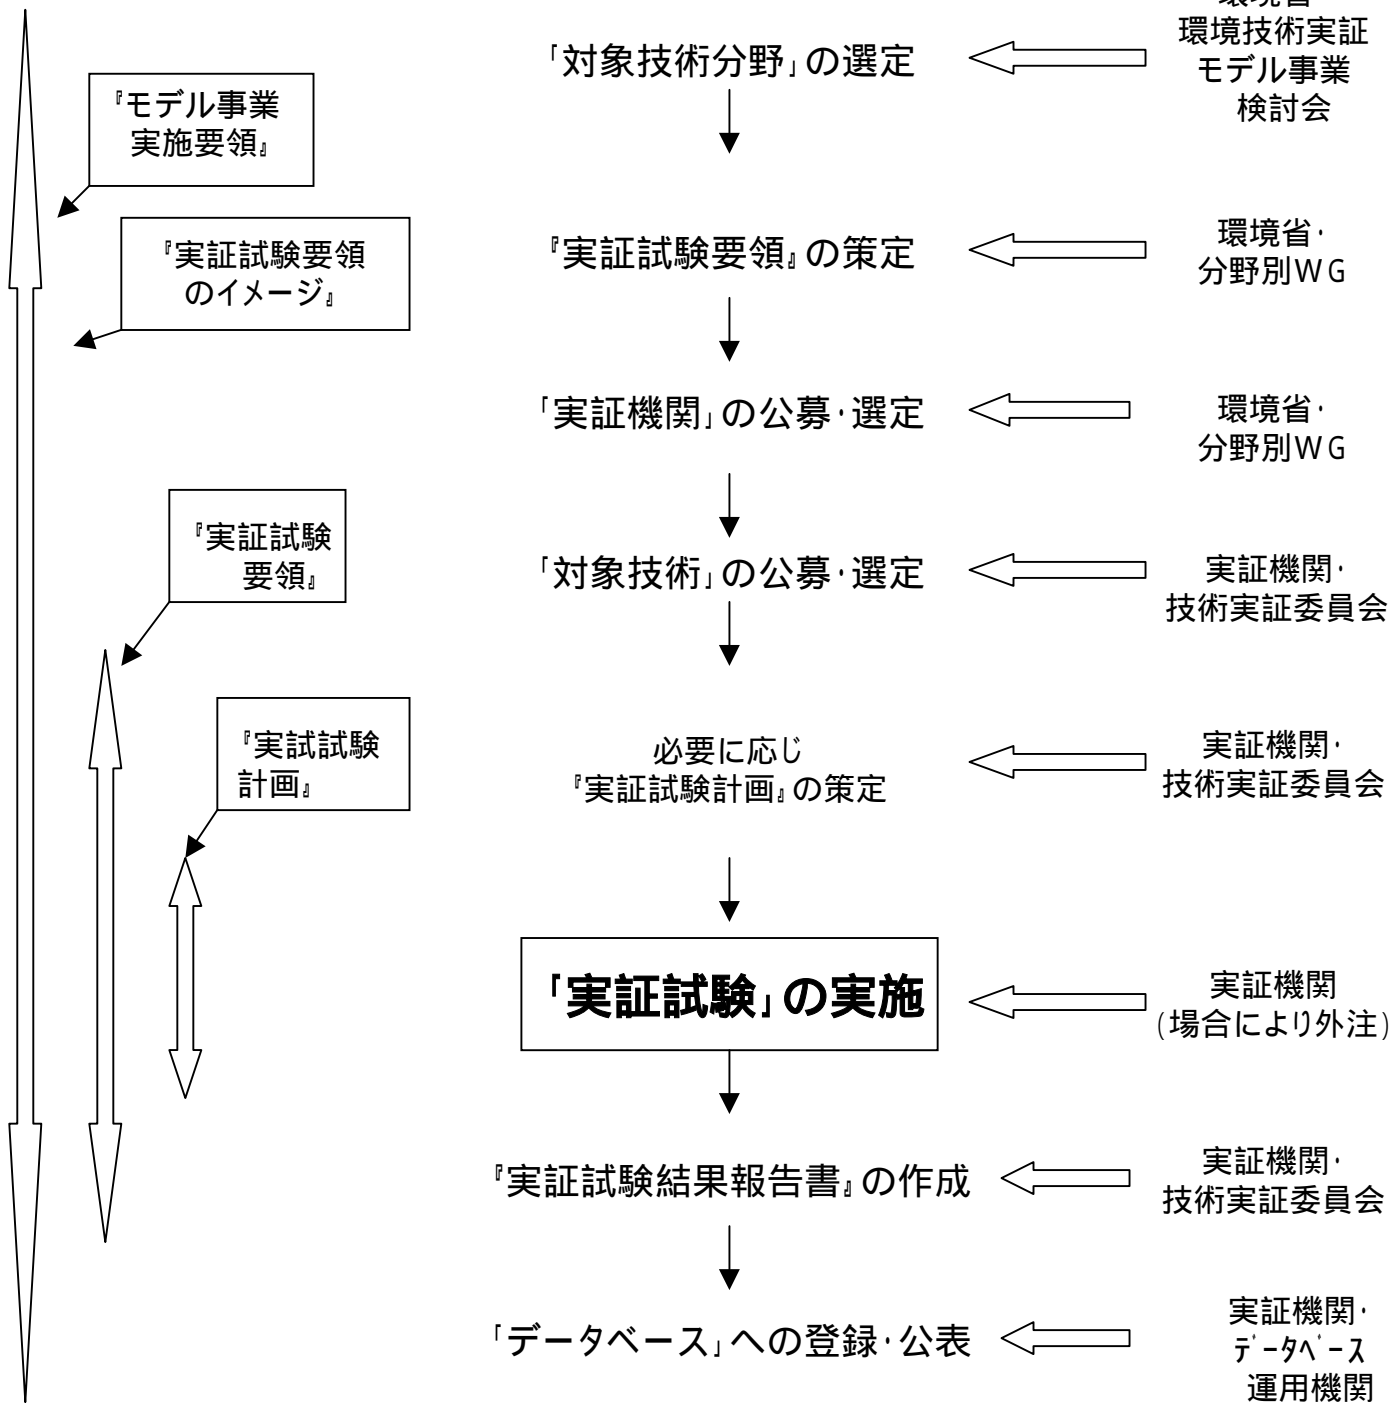 環境省
環境技術実証
モデル事業
検討会
「対象技術分野」の選定
『モデル事業
実施要領』
『実証試験要領
のイメージ』
『実証試験要領』の策定
環境省・
分野別WG
「実証機関」の公募・選定
環境省・
分野別WG
『実証試験
要領』
「対象技術」の公募・選定
実証機関・
技術実証委員会
『実試試験
計画』
必要に応じ
『実証試験計画』の策定
実証機関・
技術実証委員会
「実証試験」の実施
実証機関
(場合により外注)
『実証試験結果報告書』の作成
実証機関・
技術実証委員会
「データベース」への登録・公表
実証機関・
ﾃﾞｰﾀﾍﾞｰｽ
運用機関